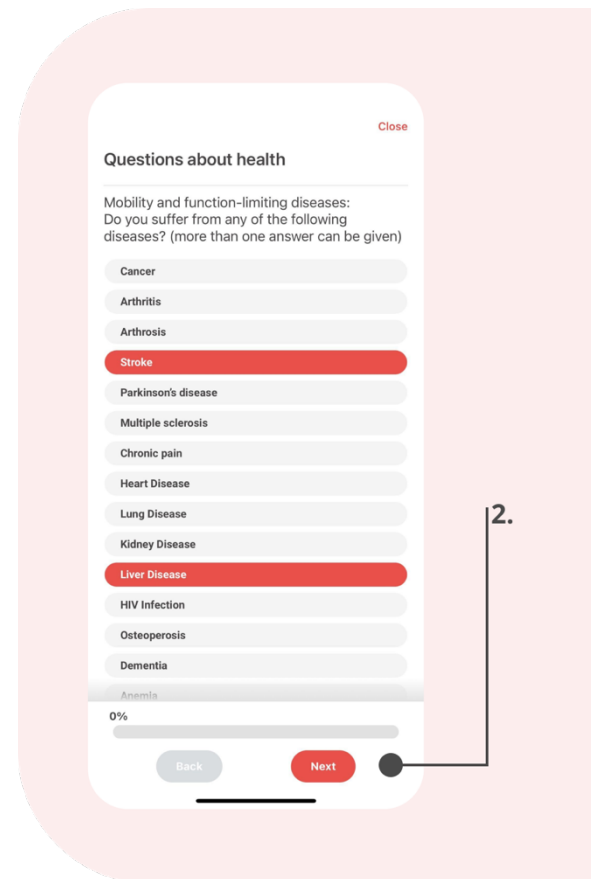 Close
Questions about health
Mobility and function-limiting diseases:
Do you suffer from any of the following
diseases? (more than one answer can be given)
Cancer
Arthritis
Arthrosis
Stroke
Parkinson's disease
Multiple sclerosis
Chronic pain
Heart Disease
Lung Disease
Kidney Disease
Liver Disease
HIV Infection
Osteoperosis
Dementia
Anemla
0%
Back
Next
2.